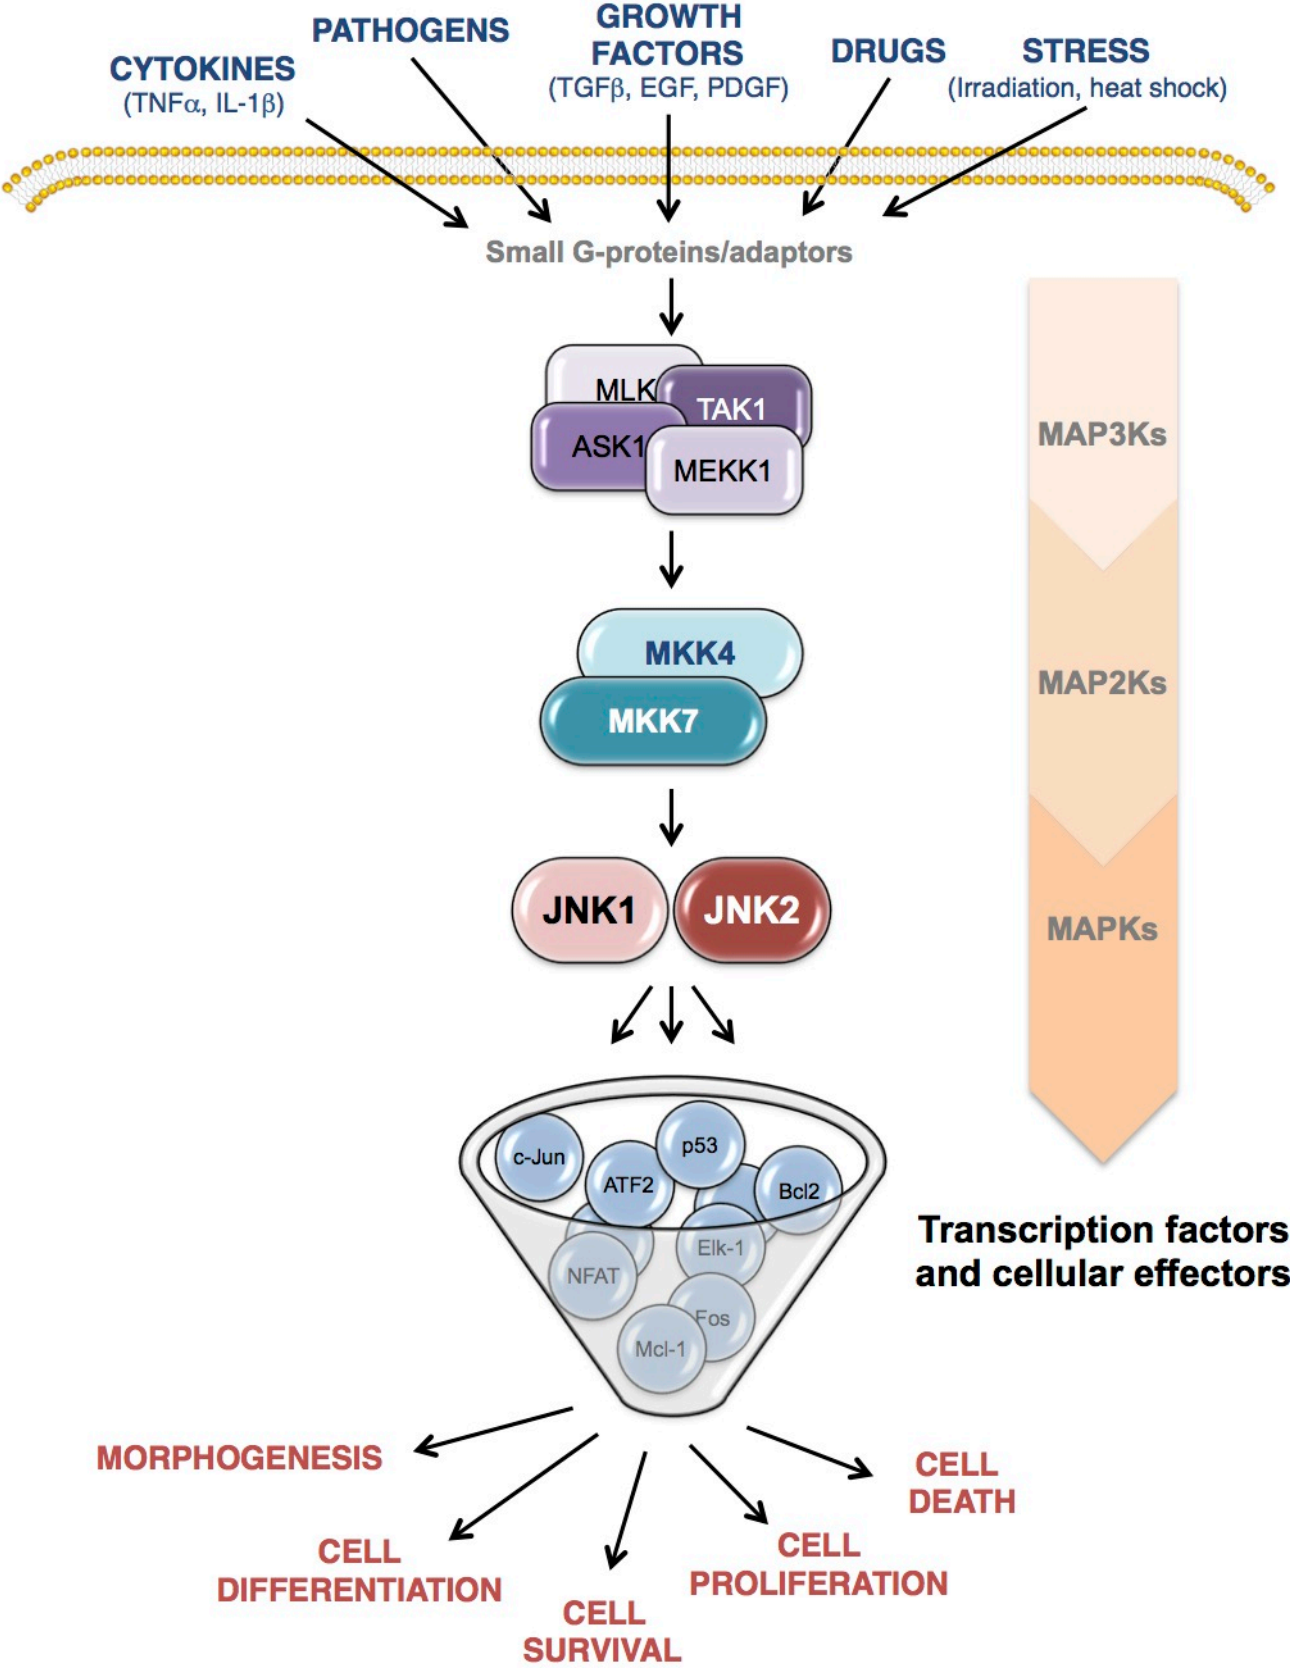 PATHOGENS
CYTOKINES
(TNFα, IL-1β)
GROWTH
FACTORS
(TGFβ, EGF, PDGF)
DRUGS
STRESS
(Irradiation, heat shock)
Small G-proteins/adaptors
MLK
TAK1
ASK1
MEKK1
MAP3Ks
MKK4
MKK7
MAP2Ks
JNK1
JNK2
MAPKs
c-Jun
ATF2
p53
Bcl2
NFAT
Elk-1
Fos
Mcl-1
Transcription factors
and cellular effectors
MORPHOGENESIS
CELL
DIFFERENTIATION
CELL
SURVIVAL
CELL
PROLIFERATION
CELL
DEATH